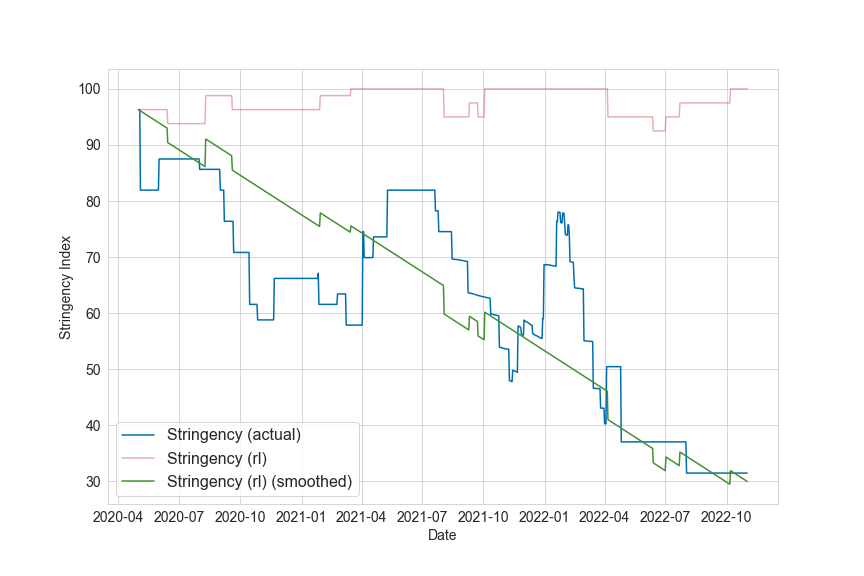 100
90
80
70
60
50
40
30
Stringency Index
Stringency (actual)
Stringency (rl)
Stringency (rl) (smoothed)
2020-04 2020-07 2020-10 2021-01 2021-04 2021-07 2021-10 2022-01 2022-04 2022-07 2022-10
Date